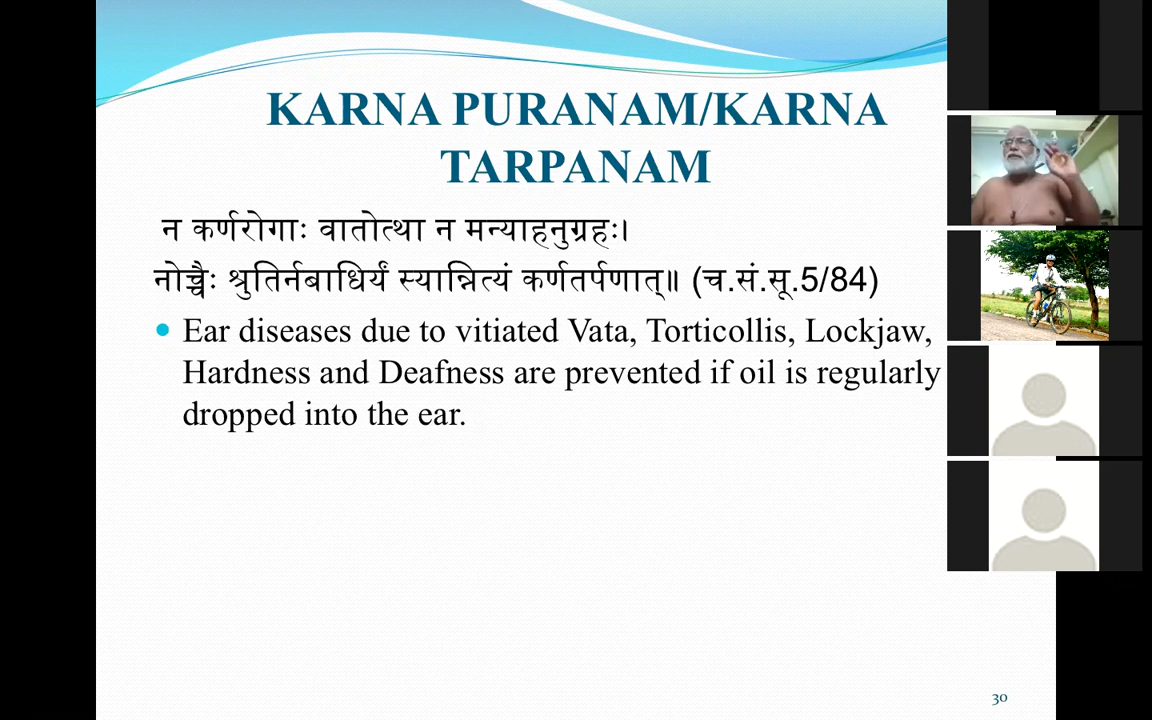 KARNA PURANAM/KARNA
TARPANAM
न कर्णरोगाः वातोत्था न मन्याहनुग्रहः।
नोच्चैः श्रुतिर्नबाधिर्यं स्यान्नित्यं कर्णतर्पणात्॥ (च.सं.सू.5/84)
Ear diseases due to vitiated Vata, Torticollis, Lockjaw,
Hardness and Deafness are prevented if oil is regularly
dropped into the ear.
30